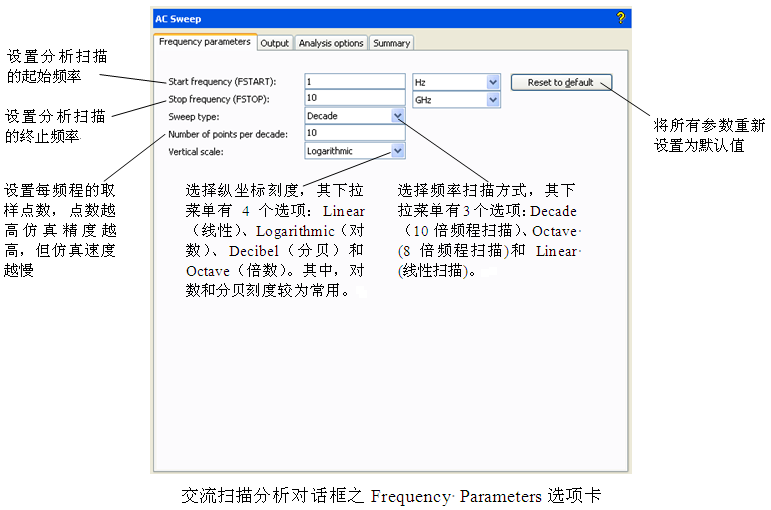 AC Sweep
?
Frequency parameters Output Analysis options Summary
设置分析扫描
的起始频率
Start frequency (FSTART): 1 Hz Reset to default
Stop frequency (FSTOP): 10 GHz
设置分析扫描
的终止频率
Sweep type: Decade
Number of points per decade: 10
Vertical scale: Logarithmic
将所有参数重新
设置为默认值
设置每频程的取
样点数，点数越
高仿真精度越
高，但仿真速度
越慢
选择纵坐标刻度，其下拉
菜单有 4 个选项：Linear
（线性）、Logarithmic（对
数）、Decibel（分贝）和
Octave（倍数）。其中，对
数和分贝刻度较为常用。
选择频率扫描方式，其下
拉菜单有3个选项：Decade
（10 倍频程扫描）、Octave
(8 倍频程扫描)和 Linear
(线性扫描)。
交流扫描分析对话框之 Frequency Parameters 选项卡